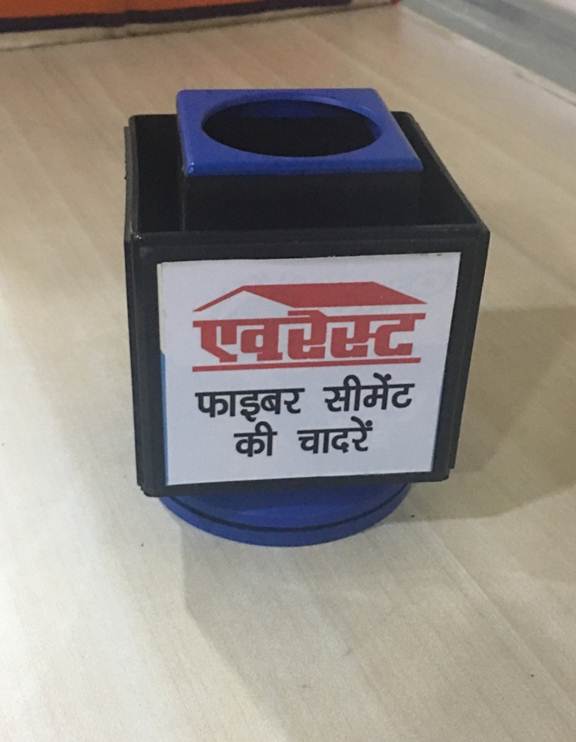 एवरेस्ट
फाइबर सीमेंट
की चादरें